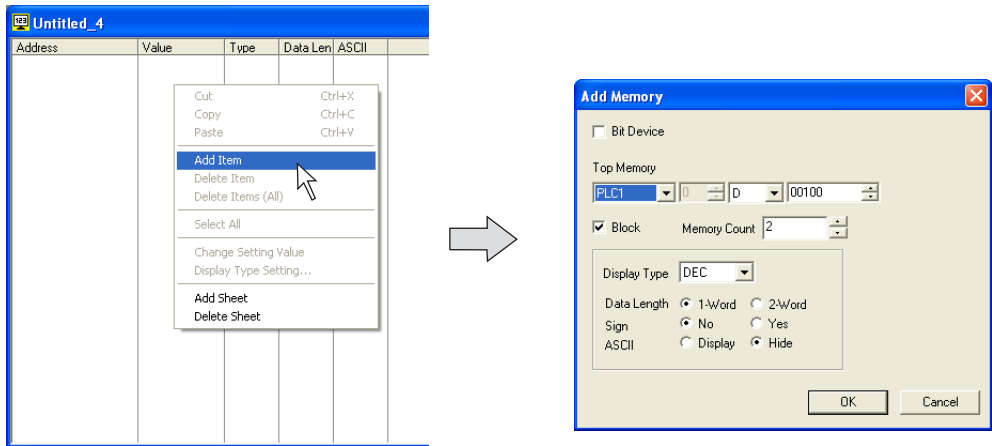 Untitled_4
Address Value Type Data Len ASCII
Cut Ctrl+X
Copy Ctrl+C
Paste Ctrl+V
Add Item
Delete Item
Delete Items (All)
Select All
Change Setting Value
Display Type Setting...
Add Sheet
Delete Sheet
Add Memory
Bit Device
Top Memory
PLC1 0 D 00100
Block Memory Count 2
Display Type DEC
Data Length 1-Word 2-Word
Sign No Yes
ASCII Display Hide
OK Cancel